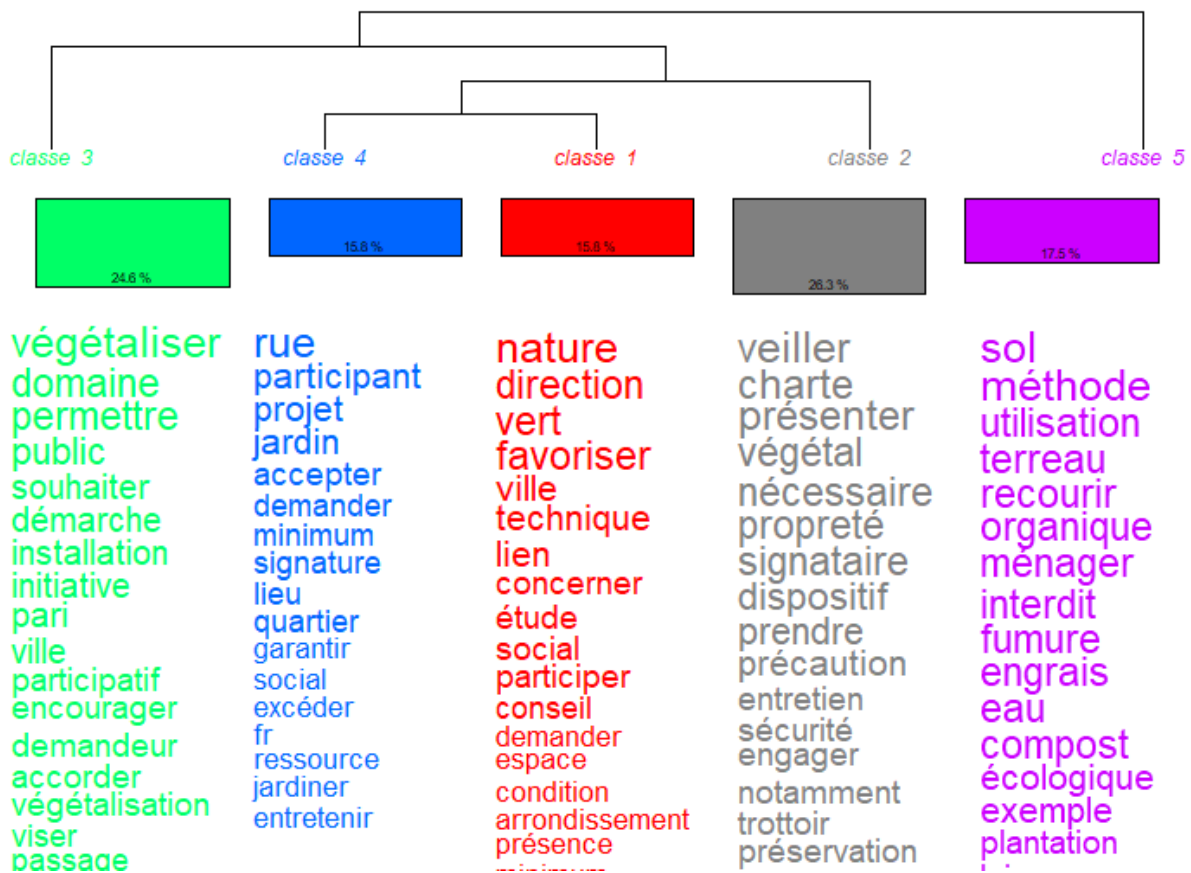 classe 3
classe 4
classe 1
classe 2
classe 5
24.6 %
15.8 %
15.8 %
26.3 %
17.5 %
végétaliser
domaine
permettre
public
souhaiter
démarche
installation
initiative
pari
ville
participatif
encourager
demandeur
accorder
végétalisation
viser
passage
rue
participant
projet
jardin
accepter
demander
minimum
signature
lieu
quartier
garantir
social
excéder
fr
ressource
jardiner
entretenir
nature
direction
vert
favoriser
ville
technique
lien
concerner
étude
social
participer
conseil
demander
espace
condition
arrondissement
présence
minimum
veiller
charte
présenter
végétal
nécessaire
propreté
signataire
dispositif
prendre
précaution
entretien
sécurité
engager
notamment
trottoir
préservation
sol
méthode
utilisation
terreau
recourir
organique
ménager
interdit
fumure
engrais
eau
compost
écologique
exemple
plantation